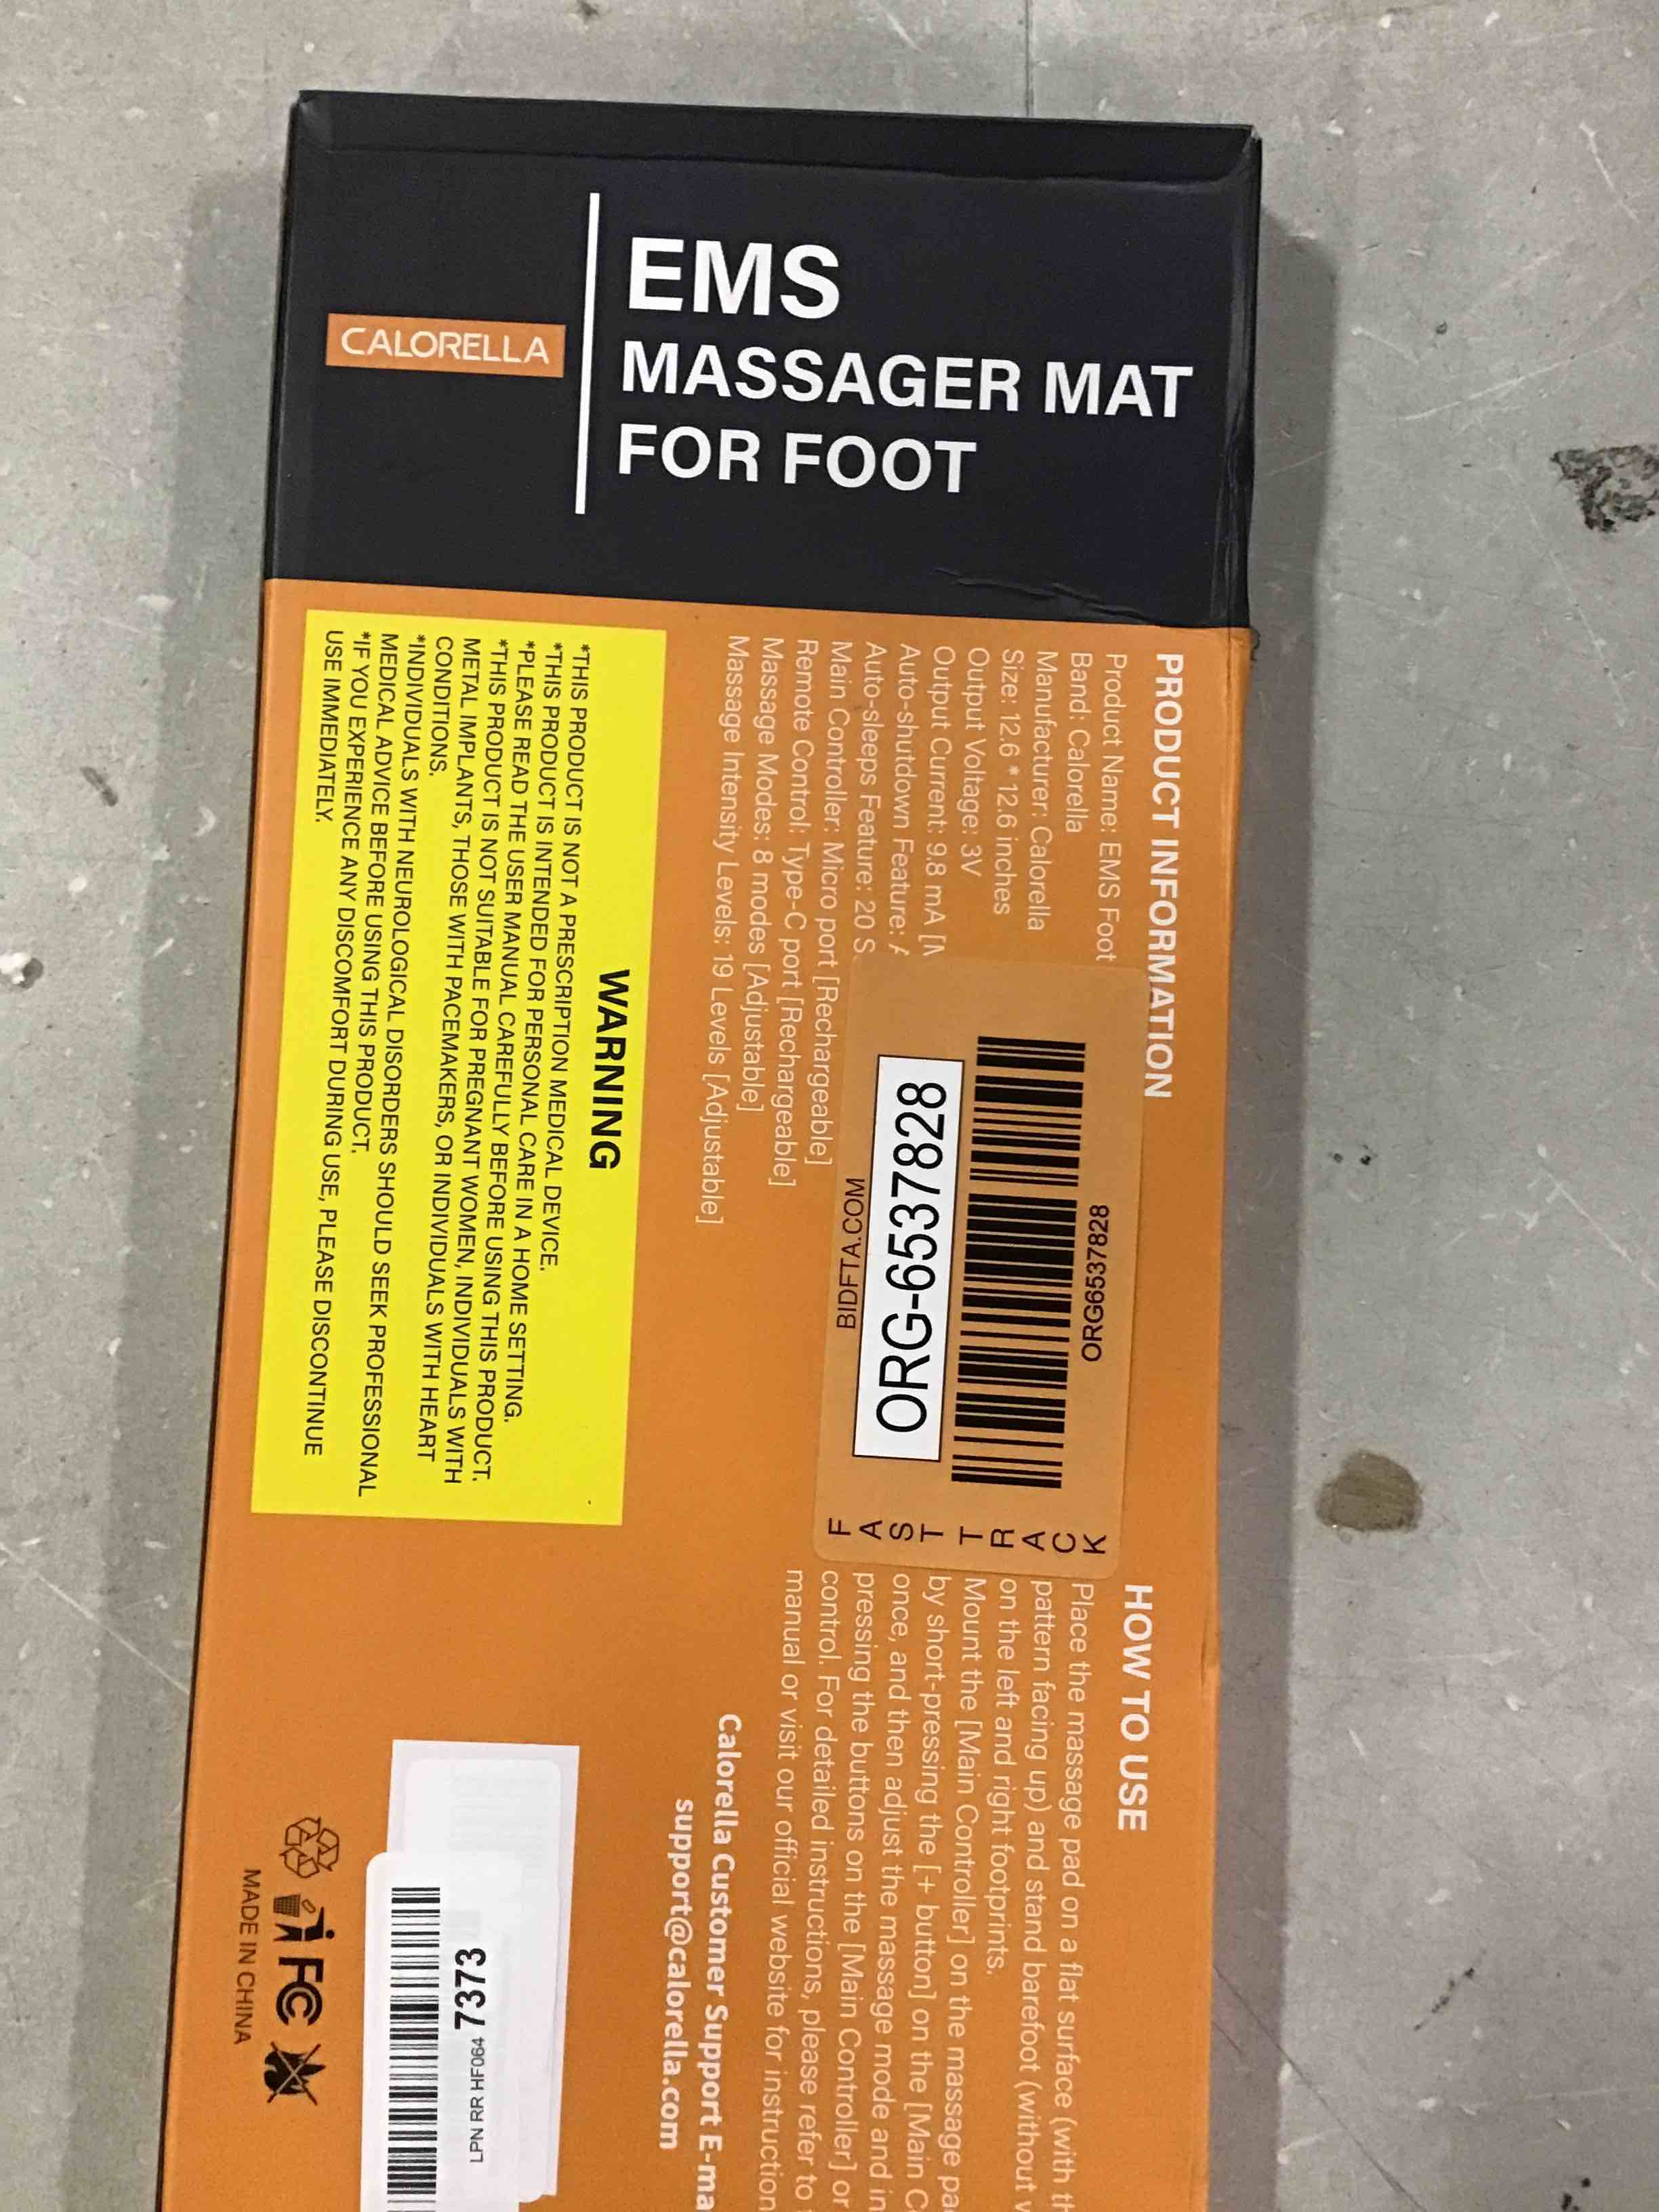 CALORELLA
EMS
MASSAGER MAT
FOR FOOT
PRODUCT INFORMATION
Product Name: EMS Foot
Band: Calorella
Manufacturer: Calorella
Size: 12.6 * 12.6 inches
Output Voltage: 3V
Output Current: 9.8 mA
Auto-shutdown Feature:
Auto-sleeps Feature: 20 S
Main Controller: Micro port [Rechargeable]
Remote Control: Type-C port [Rechargeable]
Massage Modes: 8 modes [Adjustable]
Massage Intensity Levels: 19 Levels [Adjustable]
WARNING
*THIS PRODUCT IS NOT A PRESCRIPTION MEDICAL DEVICE.
*THIS PRODUCT IS INTENDED FOR PERSONAL CARE IN A HOME SETTING.
*PLEASE READ THE USER MANUAL CAREFULLY BEFORE USING THIS PRODUCT.
*THIS PRODUCT IS NOT SUITABLE FOR PREGNANT WOMEN, INDIVIDUALS WITH
METAL IMPLANTS, THOSE WITH PACEMAKERS, OR INDIVIDUALS WITH HEART
CONDITIONS.
*INDIVIDUALS WITH NEUROLOGICAL DISORDERS SHOULD SEEK PROFESSIONAL
MEDICAL ADVICE BEFORE USING THIS PRODUCT.
*IF YOU EXPERIENCE ANY DISCOMFORT DURING USE, PLEASE DISCONTINUE
USE IMMEDIATELY.
BIDFTA.COM
ORG-6537828
ORG6537828
FAST TRACK
HOW TO USE
Place the massage pad on a flat surface (with
pattern facing up) and stand barefoot (without
on the left and right footprints.
Mount the [Main Controller] on the massage
by short-pressing the [+ button] on the [Main
once, and then adjust the massage mode and
pressing the buttons on the [Main Controller] or
control. For detailed instructions, please refer to
manual or visit our official website for
Calorella Customer Support
support@calorella.com
LPN RR HF064 7373
FC
MADE IN CHINA